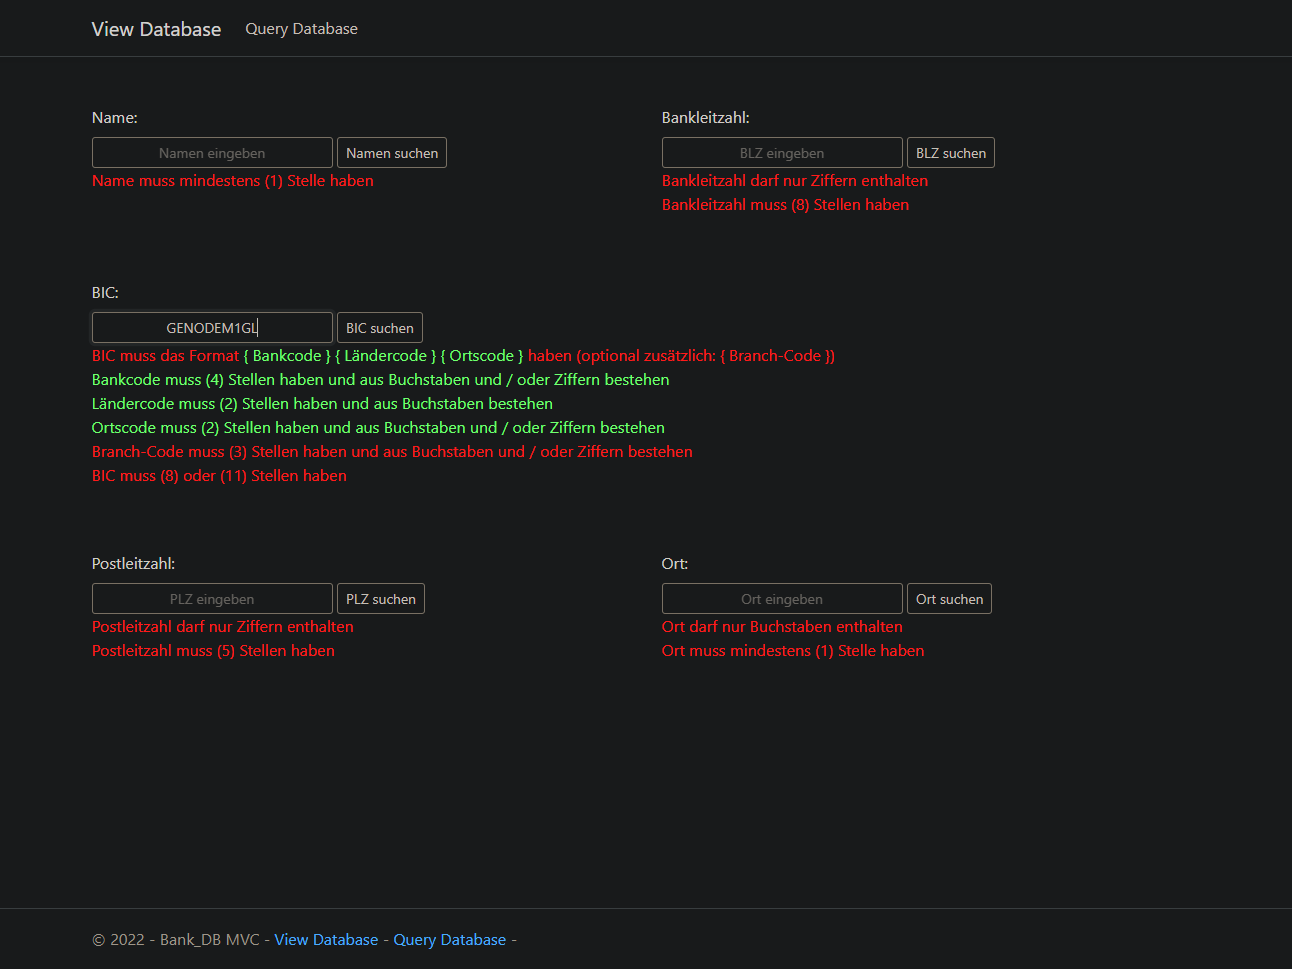 View Database Query Database
Name:
Namen eingeben Namen suchen
Name muss mindestens (1) Stelle haben
Bankleitzahl:
BLZ eingeben BLZ suchen
Bankleitzahl darf nur Ziffern enthalten
Bankleitzahl muss (8) Stellen haben
BIC:
GENODEM1GL BIC suchen
BIC muss das Format { Bankcode } { Ländercode } { Ortscode } haben (optional zusätzlich: { Branch-Code })
Bankcode muss (4) Stellen haben und aus Buchstaben und / oder Ziffern bestehen
Ländercode muss (2) Stellen haben und aus Buchstaben bestehen
Ortscode muss (2) Stellen haben und aus Buchstaben und / oder Ziffern bestehen
Branch-Code muss (3) Stellen haben und aus Buchstaben und / oder Ziffern bestehen
BIC muss (8) oder (11) Stellen haben
Postleitzahl:
PLZ eingeben PLZ suchen
Postleitzahl darf nur Ziffern enthalten
Postleitzahl muss (5) Stellen haben
Ort:
Ort eingeben Ort suchen
Ort darf nur Buchstaben enthalten
Ort muss mindestens (1) Stelle haben
© 2022 - Bank_DB MVC - View Database - Query Database -